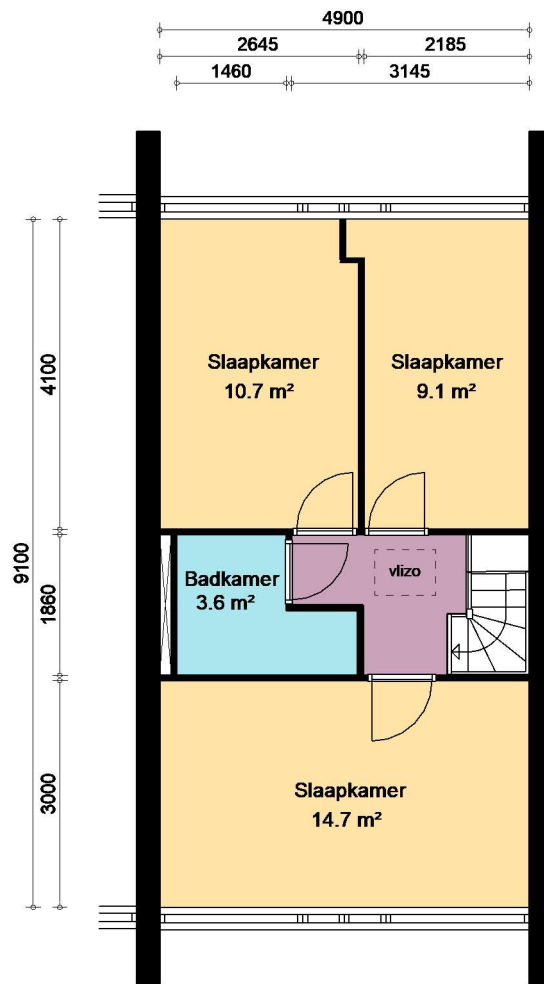 4900
2645 2185
1460 3145
4100
9100
1860
3000
Slaapkamer
10.7 m²
Slaapkamer
9.1 m²
Badkamer
3.6 m²
vlizo
Slaapkamer
14.7 m²